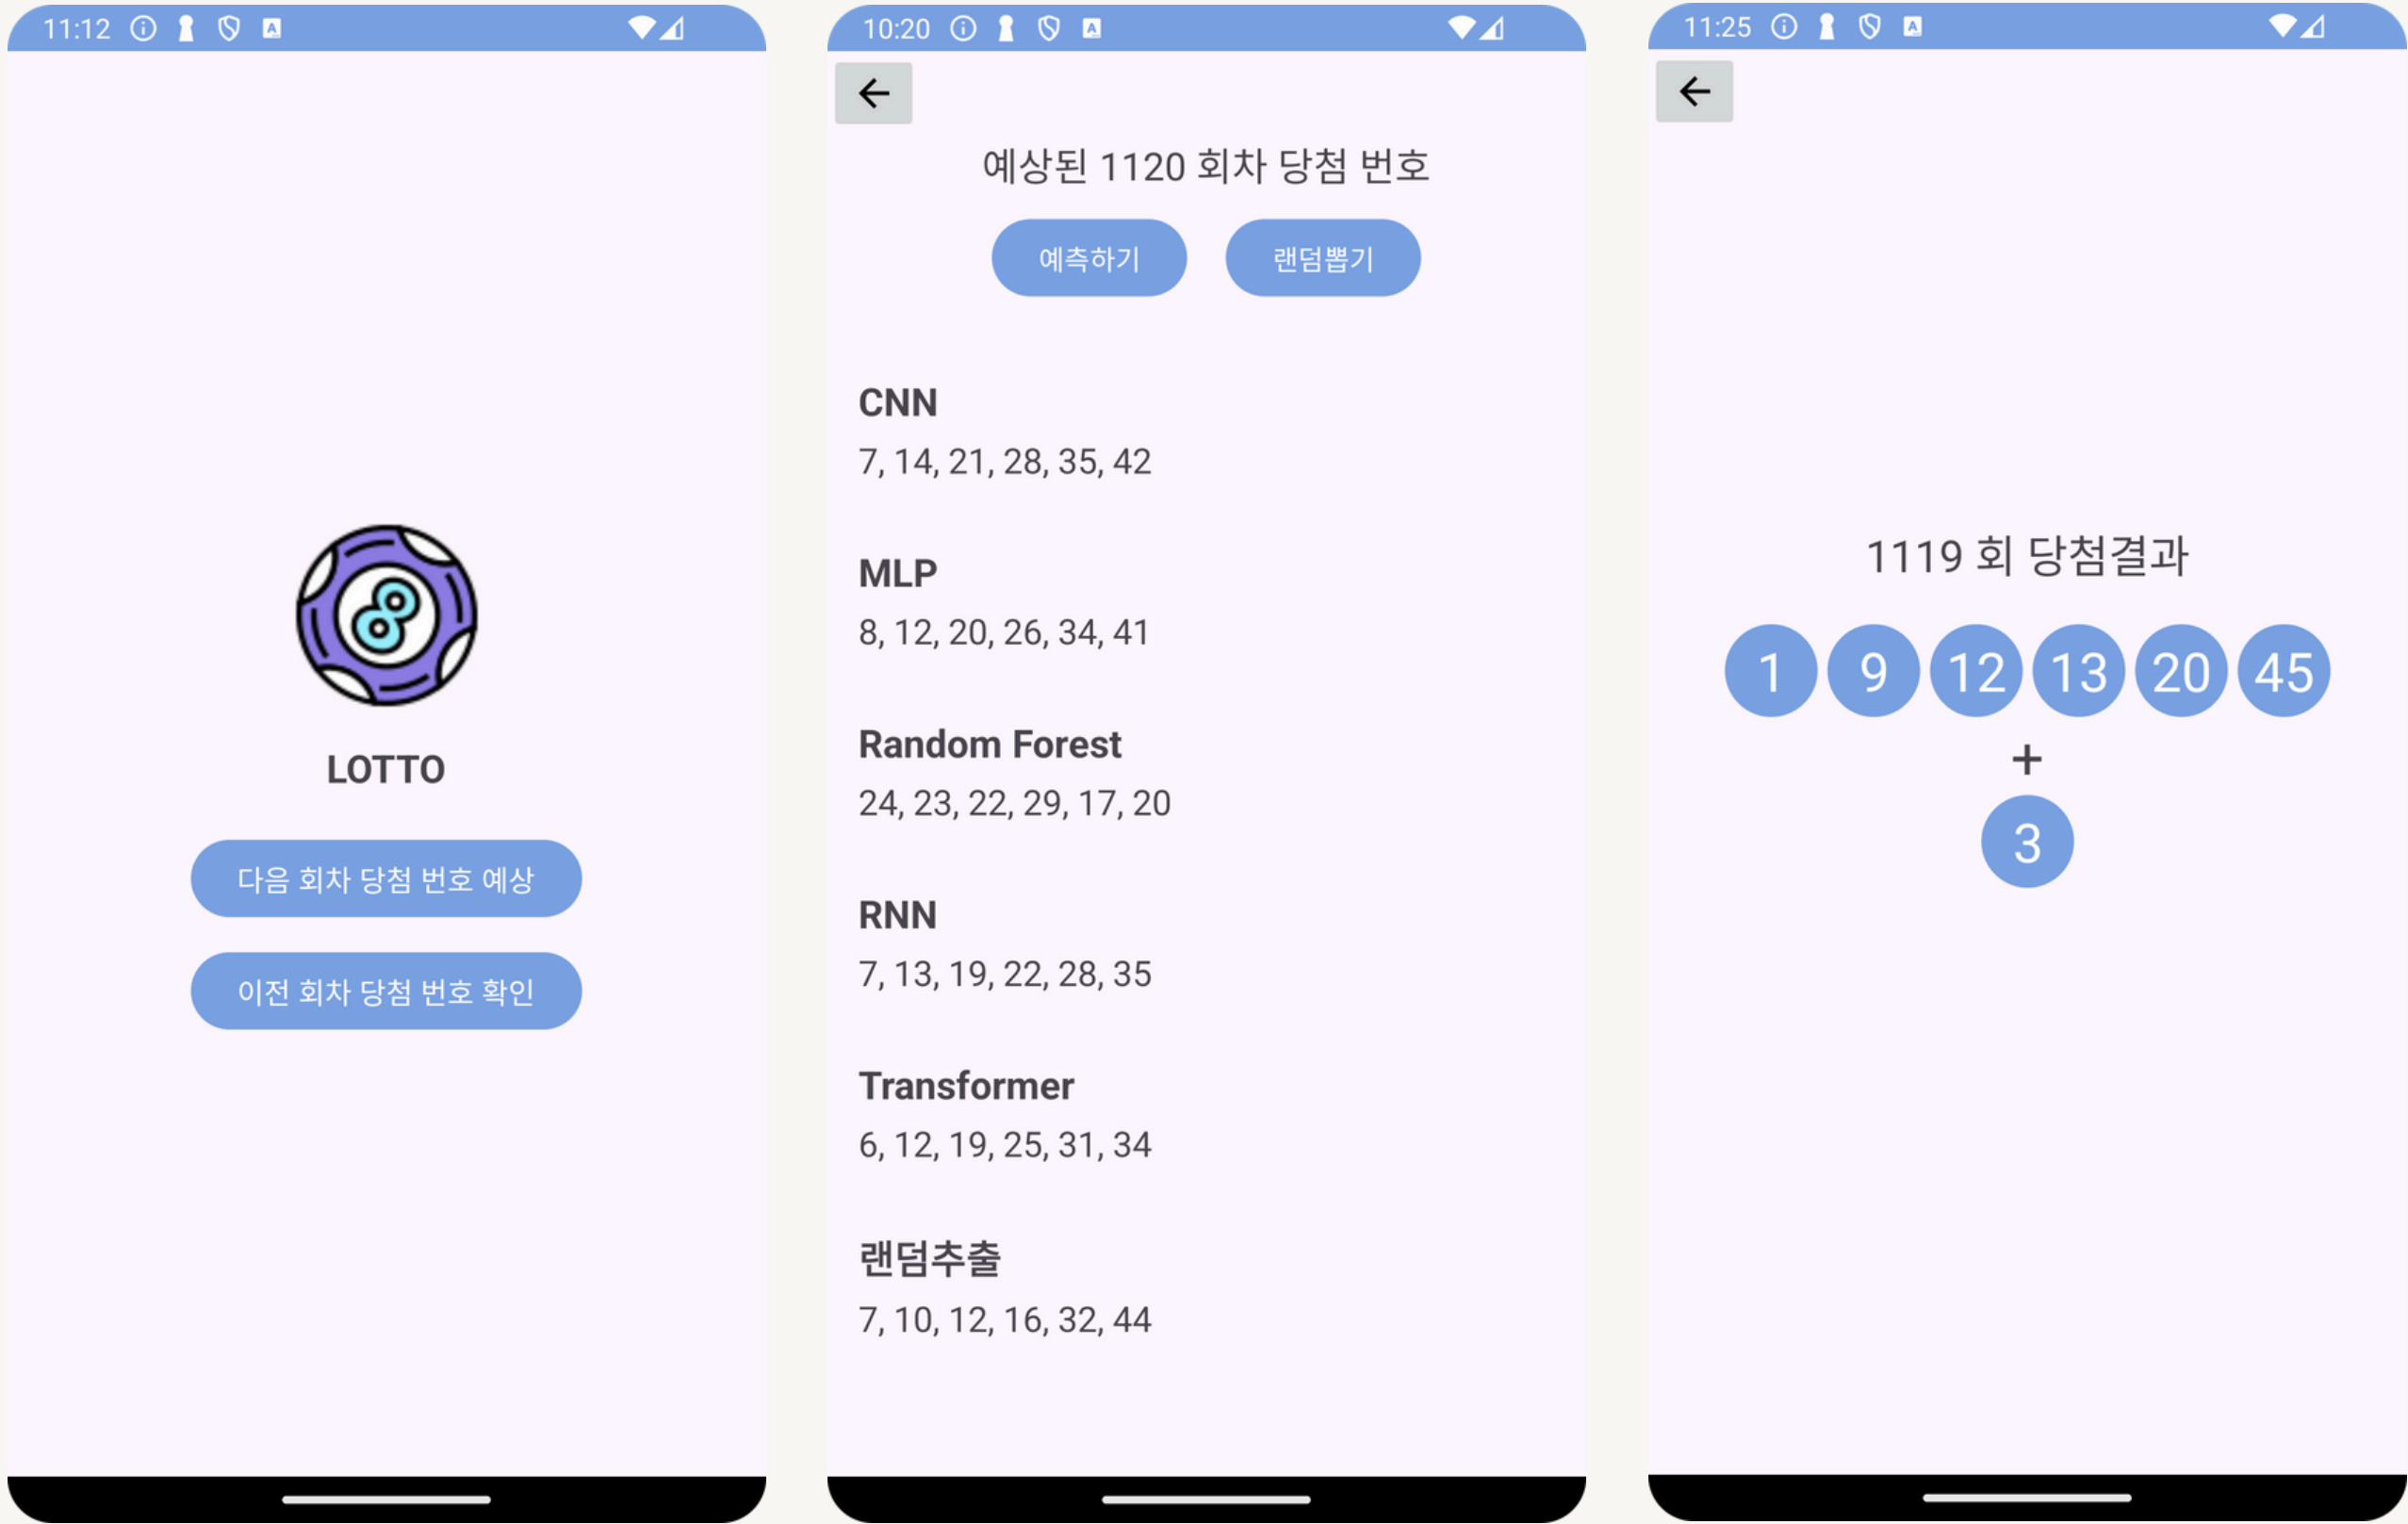 11:12
8
LOTTO
다음 회차 당첨 번호 예상
이전 회차 당첨 번호 확인
10:20
예상된 1120 회차 당첨 번호
예측하기 랜덤뽑기
CNN
7, 14, 21, 28, 35, 42
MLP
8, 12, 20, 26, 34, 41
Random Forest
24, 23, 22, 29, 17, 20
RNN
7, 13, 19, 22, 28, 35
Transformer
6, 12, 19, 25, 31, 34
랜덤추출
7, 10, 12, 16, 32, 44
11:25
1119 회 당첨결과
1 9 12 13 20 45
+
3